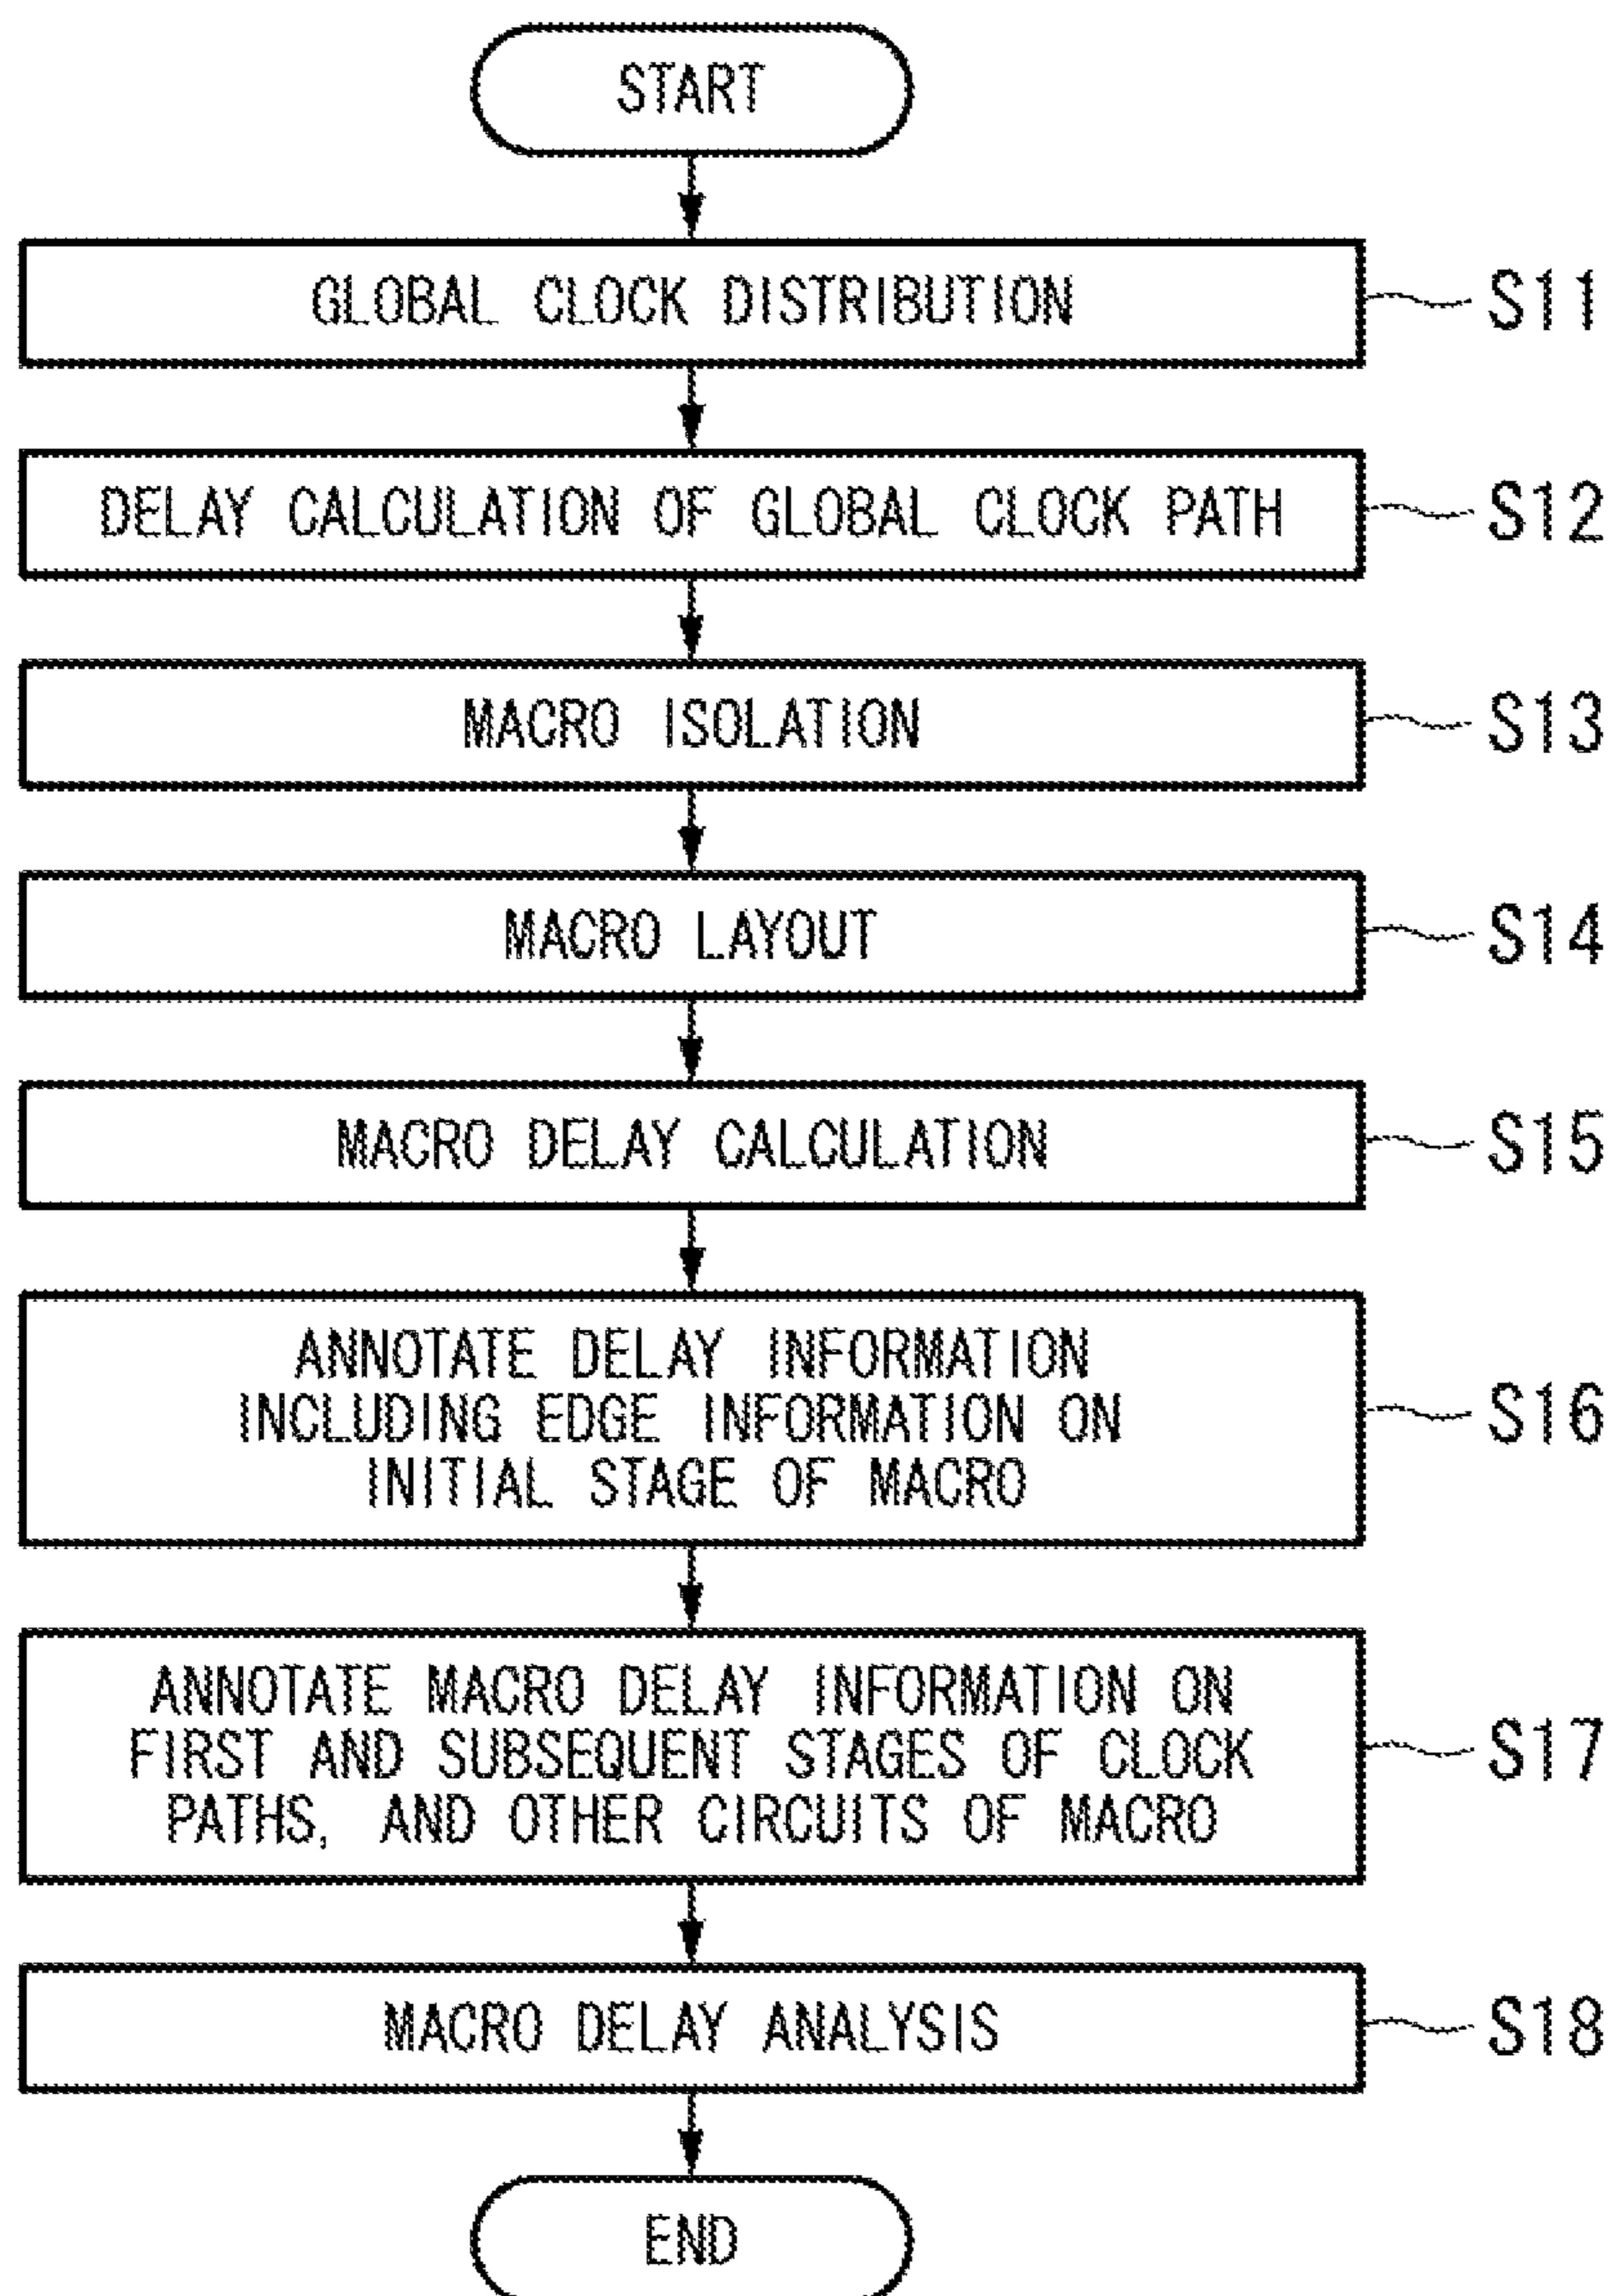 START
GLOBAL CLOCK DISTRIBUTION
S11
DELAY CALCULATION OF GLOBAL CLOCK PATH
S12
MACRO ISOLATION
S13
MACRO LAYOUT
S14
MACRO DELAY CALCULATION
S15
ANNOTATE DELAY INFORMATION
INCLUDING EDGE INFORMATION ON
INITIAL STAGE OF MACRO
S16
ANNOTATE MACRO DELAY INFORMATION ON
FIRST AND SUBSEQUENT STAGES OF CLOCK
PATHS, AND OTHER CIRCUITS OF MACRO
S17
MACRO DELAY ANALYSIS
S18
END